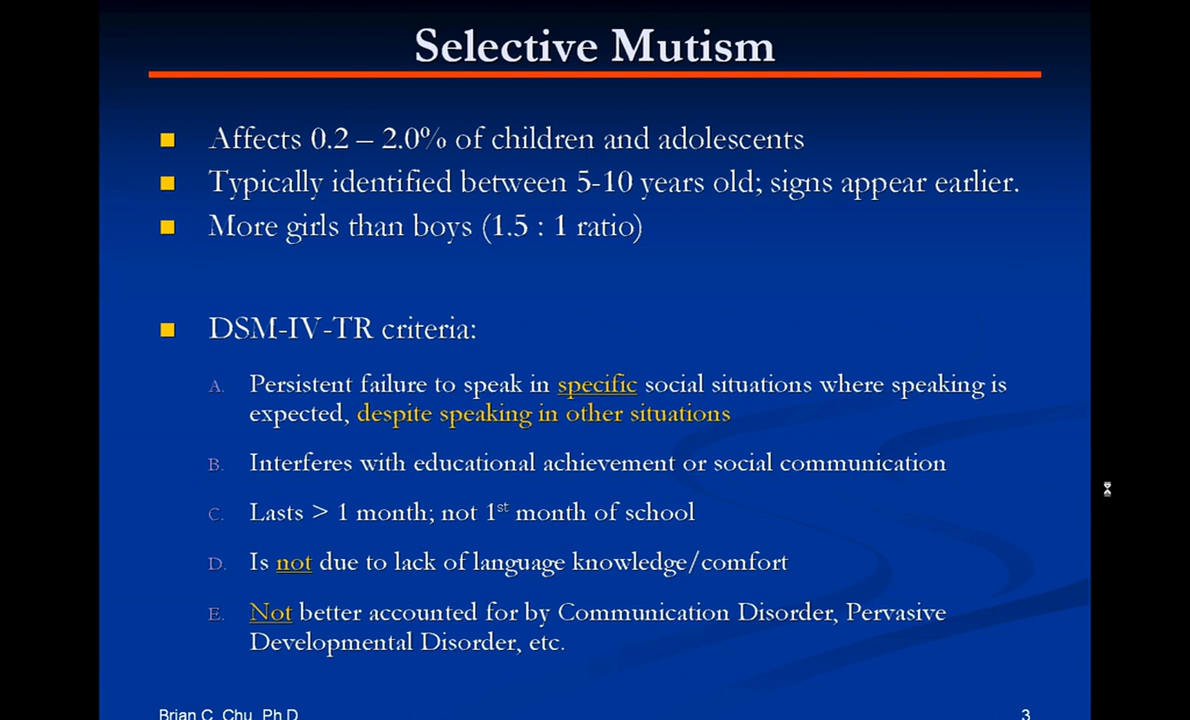 Selective Mutism
Affects 0.2 – 2.0% of children and adolescents
Typically identified between 5-10 years old; signs appear earlier.
More girls than boys (1.5 : 1 ratio)
DSM-IV-TR criteria:
A. Persistent failure to speak in specific social situations where speaking is
expected, despite speaking in other situations
B. Interferes with educational achievement or social communication
C. Lasts > 1 month; not 1st month of school
D. Is not due to lack of language knowledge/comfort
E. Not better accounted for by Communication Disorder, Pervasive
Developmental Disorder, etc.
Brian C. Chu, Ph.D. 3